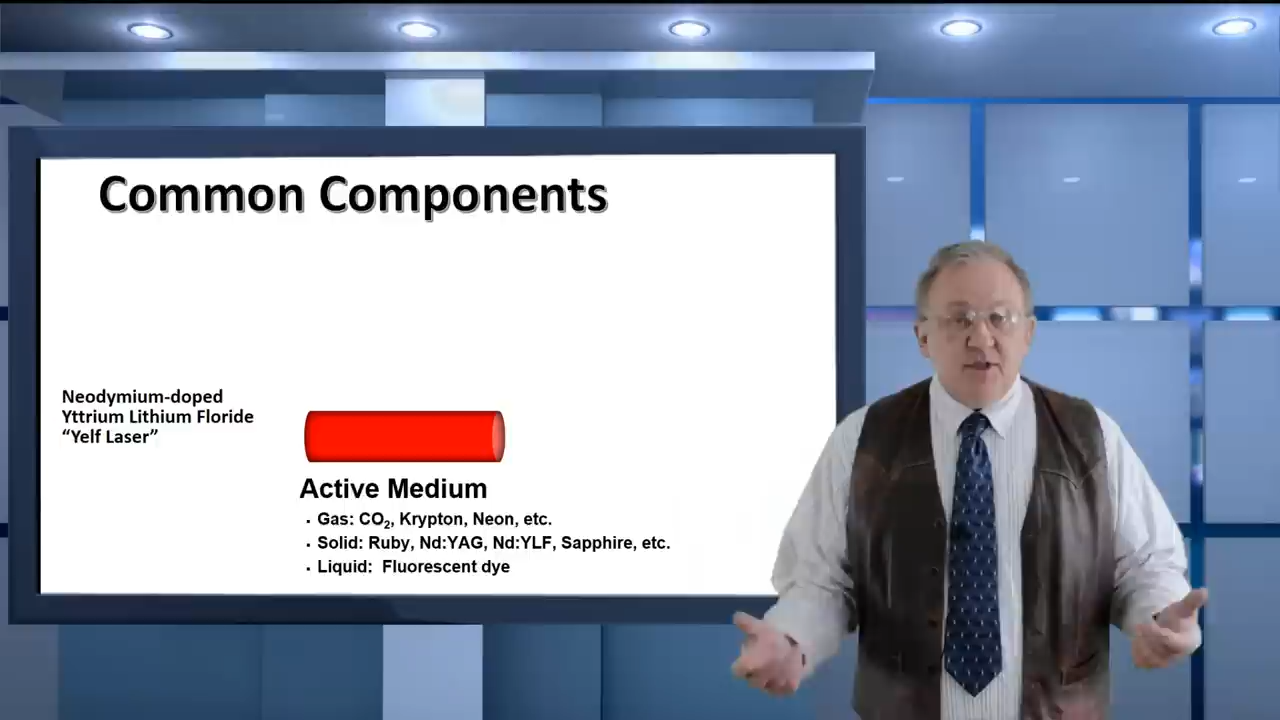 Common Components
Neodymium-doped
Yttrium Lithium Floride
“Yelf Laser”
Active Medium
· Gas: CO₂, Krypton, Neon, etc.
· Solid: Ruby, Nd:YAG, Nd:YLF, Sapphire, etc.
· Liquid:  Fluorescent dye